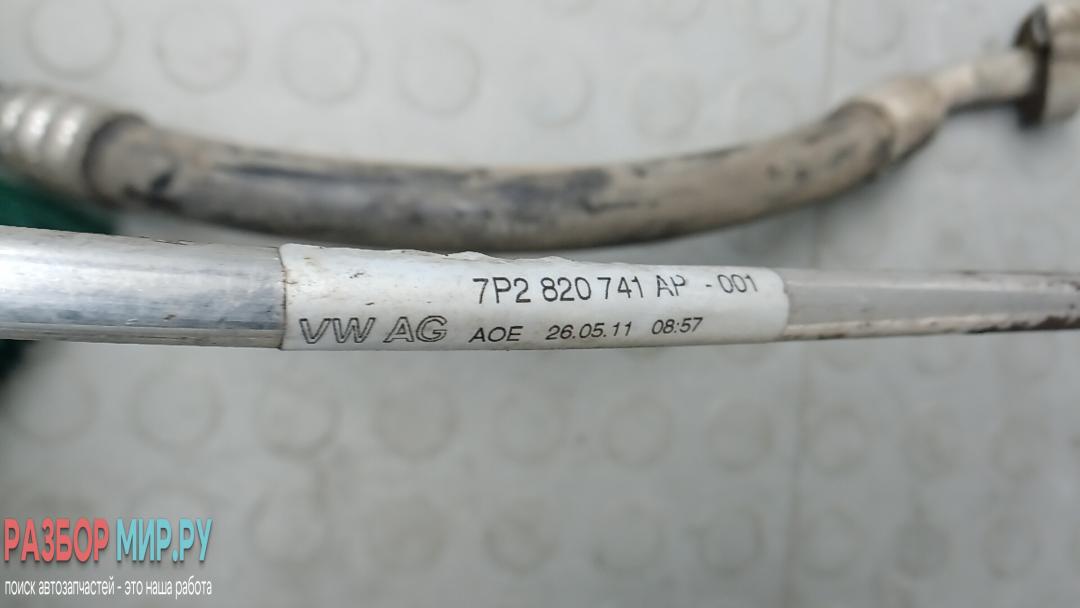 7P2 820 741 AP - 001
VW AG AOE 26.05.11 08:57
РАЗБОР МИР.РУ
поиск автозапчастей - это наша работа